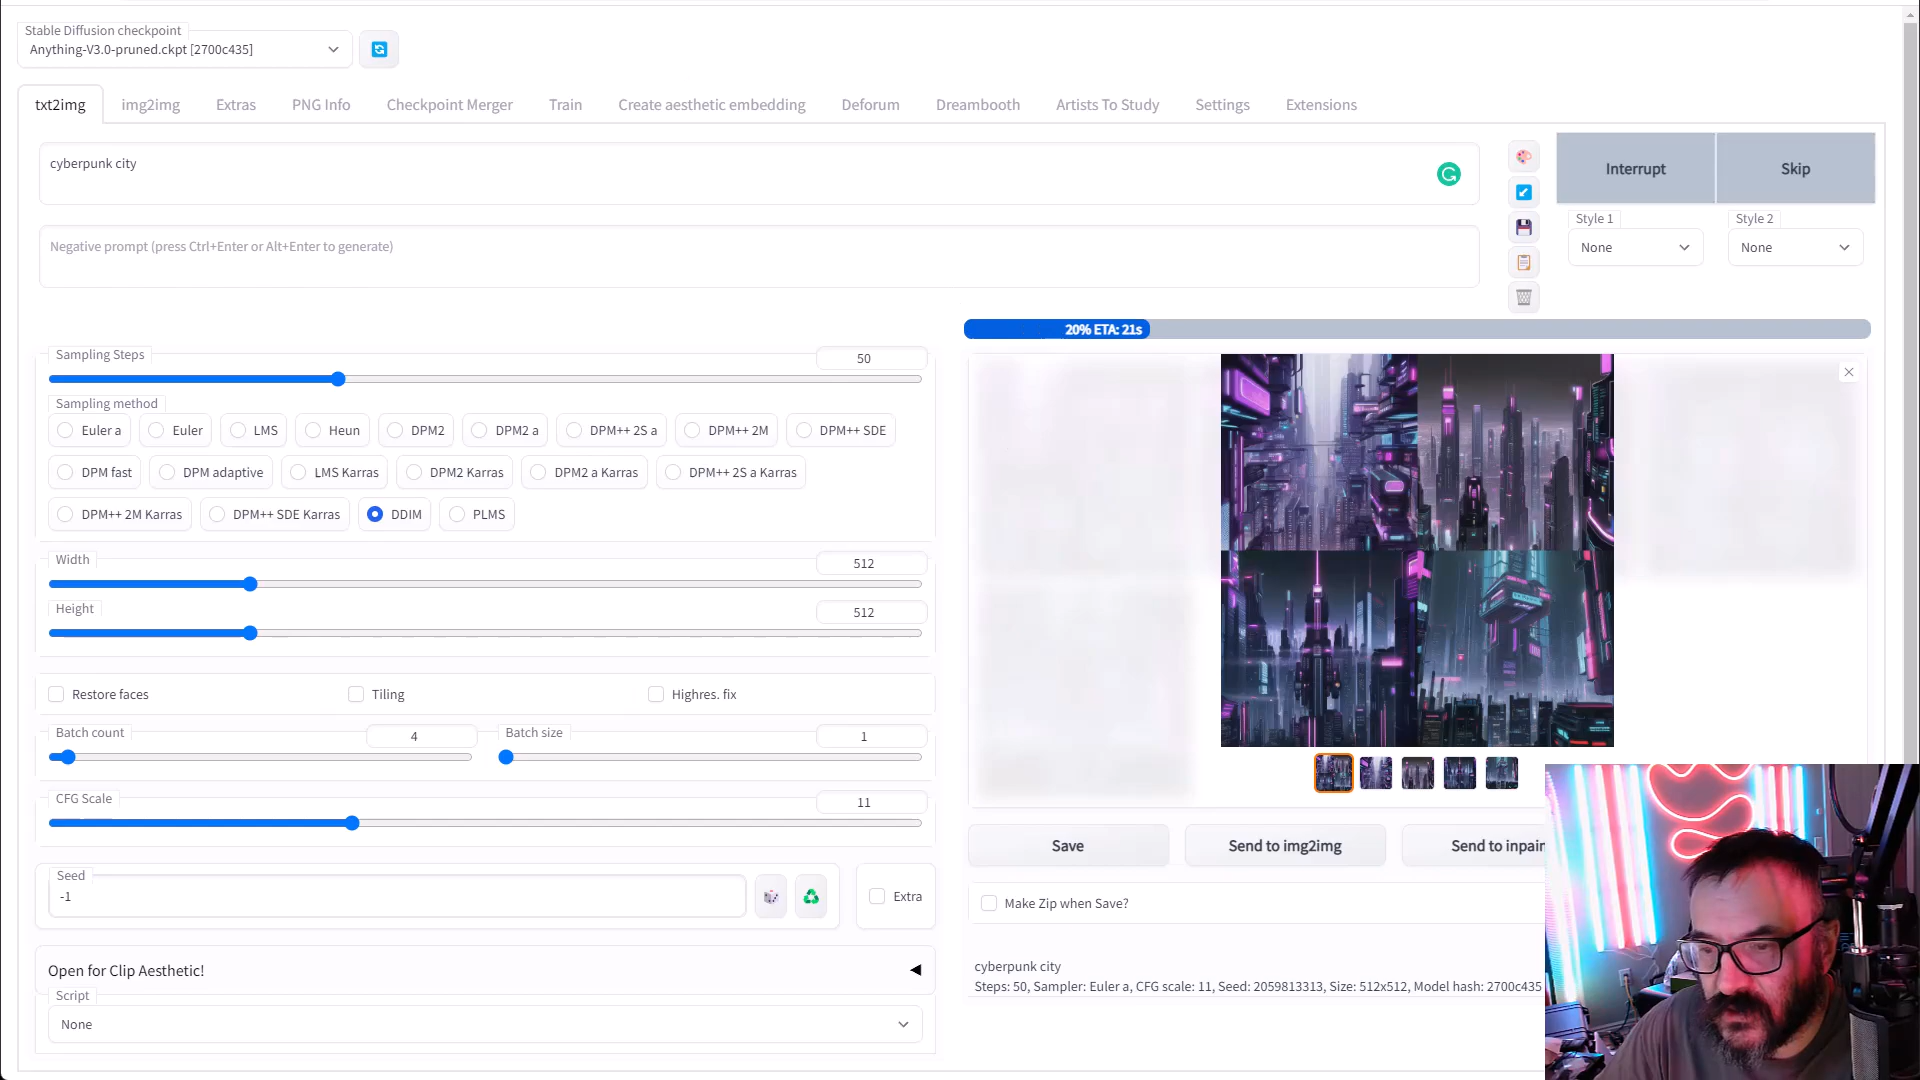 Stable Diffusion checkpoint
Anything-V3.0-pruned.ckpt [2700c435]
txt2img img2img Extras PNG Info Checkpoint Merger Train Create aesthetic embedding Deforum Dreambooth Artists To Study Settings Extensions
cyberpunk city
Negative prompt (press Ctrl+Enter or Alt+Enter to generate)
Interrupt Skip
Style 1 Style 2
None None
20% ETA: 21s
Sampling Steps 50
Sampling method
Euler a Euler LMS Heun DPM2 DPM2 a DPM++ 2S a DPM++ 2M DPM++ SDE
DPM fast DPM adaptive LMS Karras DPM2 Karras DPM2 a Karras DPM++ 2S a Karras
DPM++ 2M Karras DPM++ SDE Karras DDIM PLMS
Width 512
Height 512
Restore faces Tiling Highres. fix
Batch count 4 Batch size 1
CFG Scale 11
Seed
-1
Extra
Open for Clip Aesthetic!
Script
None
Save Send to img2img Send to inpain
Make Zip when Save?
cyberpunk city
Steps: 50, Sampler: Euler a, CFG scale: 11, Seed: 2059813313, Size: 512x512, Model hash: 2700c435